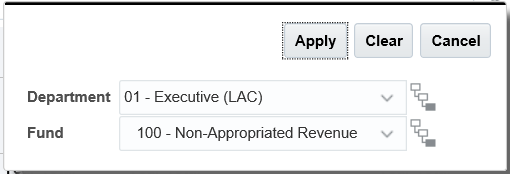 Apply Clear Cancel
Department 01 - Executive (LAC)
Fund 100 - Non-Appropriated Revenue